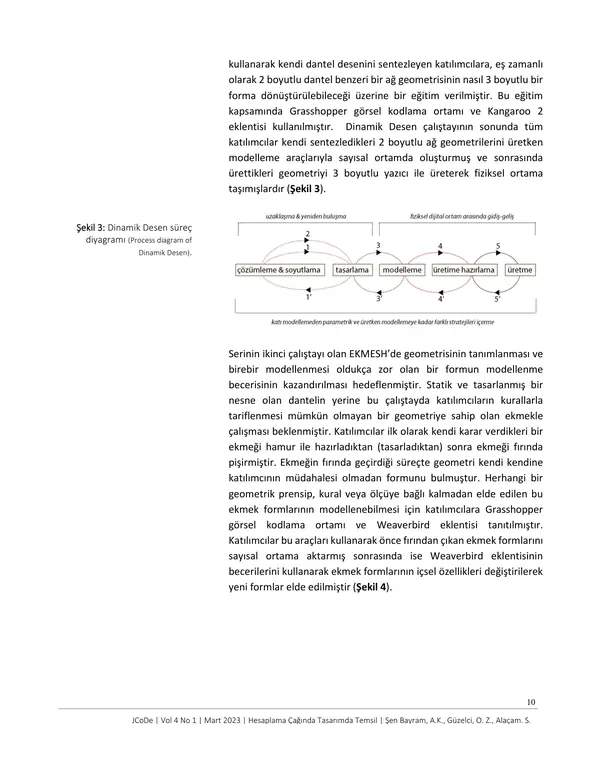 kullanarak kendi dantel desenini sentezleyen katılımcılara, eş zamanlı
olarak 2 boyutlu dantel benzeri bir ağ geometrisinin nasıl 3 boyutlu bir
forma dönüştürülebileceği üzerine bir eğitim verilmiştir. Bu eğitim
kapsamında Grasshopper görsel kodlama ortamı ve Kangaroo 2
eklentisi kullanılmıştır. Dinamik Desen çalıştayının sonunda tüm
katılımcılar kendi sentezledikleri 2 boyutlu ağ geometrilerini üretken
modelleme araçlarıyla sayısal ortamda oluşturmuş ve sonrasında
ürettikleri geometriyi 3 boyutlu yazıcı ile üreterek fiziksel ortama
taşımışlardır (Şekil 3).
Şekil 3: Dinamik Desen süreç
diyagramı (Process diagram of
Dinamik Desen).
uzaklaşma & yeniden buluşma
fiziksel dijital ortam arasında gidiş-geliş
2
1
3
4
5
çözümleme & soyutlama
tasarlama
modelleme
üretime hazırlama
üretme
1'
3'
4'
5'
katı modellemeden parametrik ve üretken modellemeye kadar farklı stratejileri içerme
Serinin ikinci çalıştayı olan EKMESH'de geometrisinin tanımlanması ve
birebir modellenmesi oldukça zor olan bir formun modellenme
becerisinin kazandırılması hedeflenmiştir. Statik ve tasarlanmış bir
nesne olan dantelin yerine bu çalıştayda katılımcıların kurallarla
tariflenmesi mümkün olmayan bir geometriye sahip olan ekmekle
çalışması beklenmiştir. Katılımcılar ilk olarak kendi karar verdikleri bir
ekmeği hamur ile hazırladıktan (tasarladıktan) sonra ekmeği fırında
pişirmiştir. Ekmeğin fırında geçirdiği süreçte geometri kendi kendine
katılımcının müdahalesi olmadan formunu bulmuştur. Herhangi bir
geometrik prensip, kural veya ölçüye bağlı kalmadan elde edilen bu
ekmek formlarının modellenebilmesi için katılımcılara Grasshopper
görsel kodlama ortamı ve Weaverbird eklentisi tanıtılmıştır.
Katılımcılar bu araçları kullanarak önce fırından çıkan ekmek formlarını
sayısal ortama aktarmış sonrasında ise Weaverbird eklentisinin
becerilerini kullanarak ekmek formlarının içsel özellikleri değiştirilerek
yeni formlar elde edilmiştir (Şekil 4).
10
JCoDe | Vol 4 No 1 | Mart 2023 | Hesaplama Çağında Tasarımda Temsil | Şen Bayram, A.K., Güzelci, O. Z., Alaçam. S.